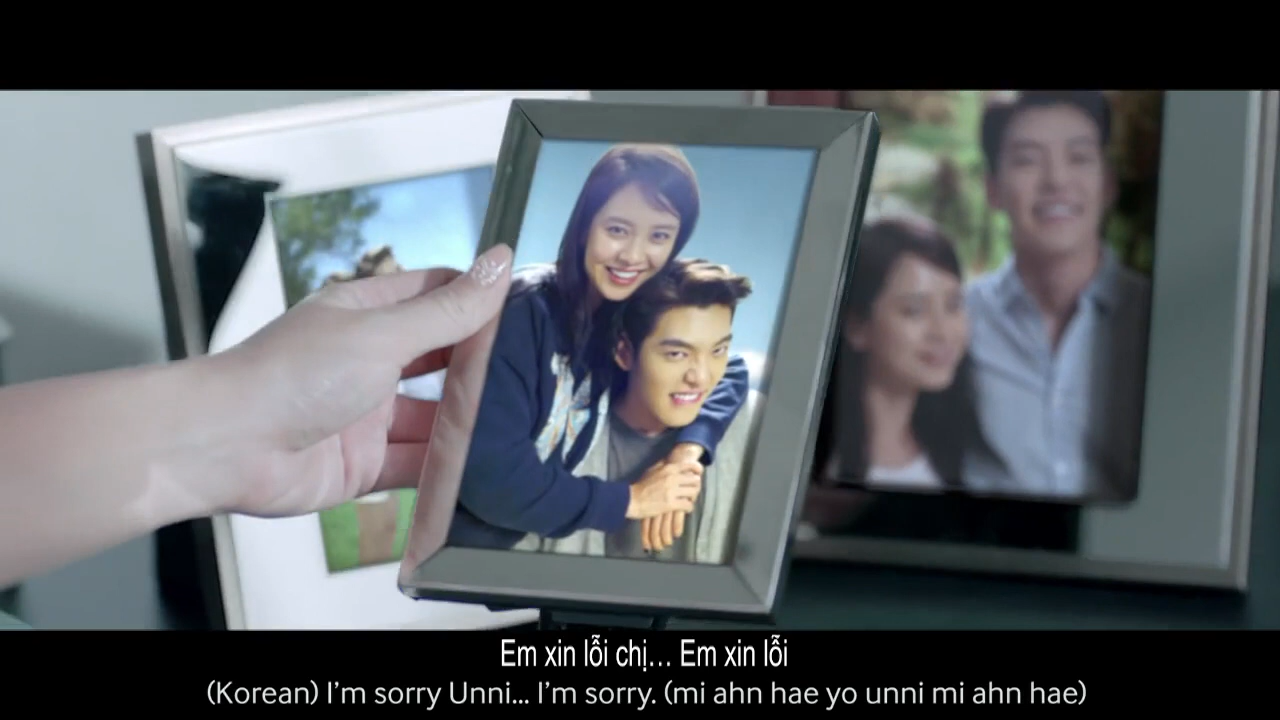 Em xin lỗi chị... Em xin lỗi
(Korean) I'm sorry Unni... I'm sorry. (mi ahn hae yo unni mi ahn hae)